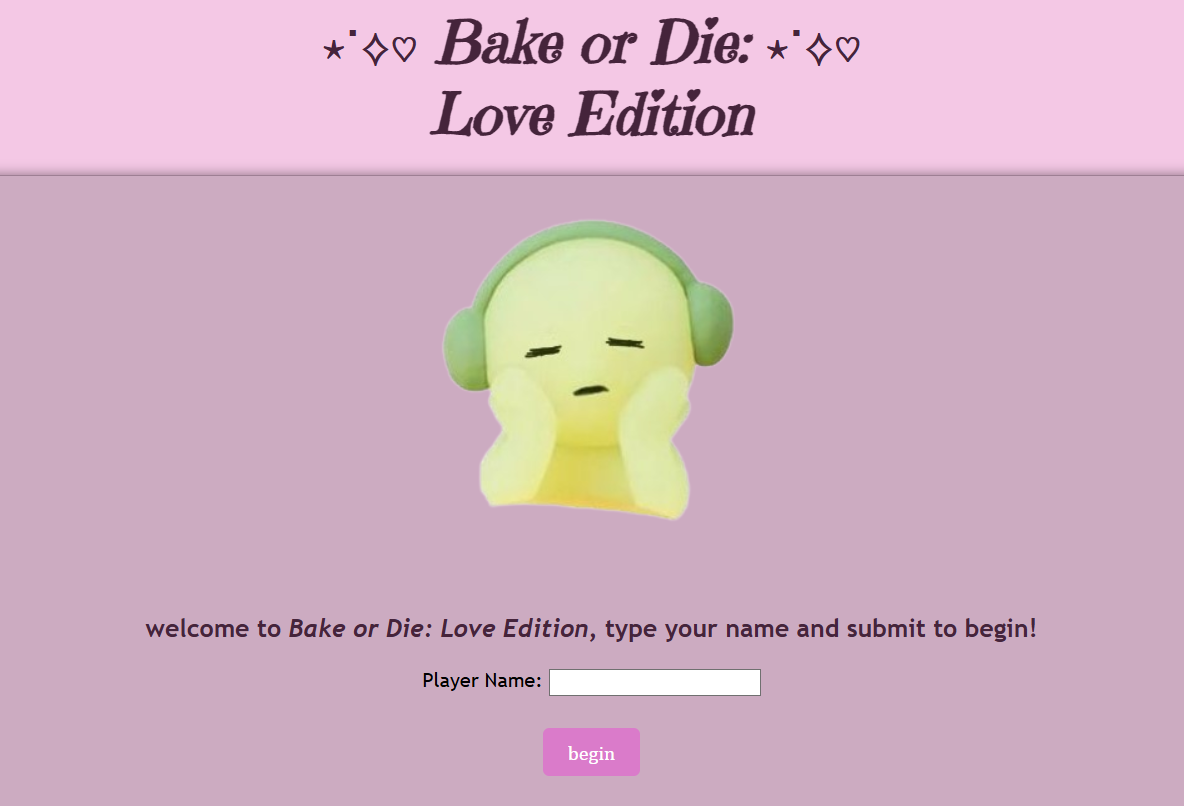 ⋆˙✧♡ Bake or Die: ⋆˙✧♡
Love Edition
welcome to Bake or Die: Love Edition, type your name and submit to begin!
Player Name:
begin